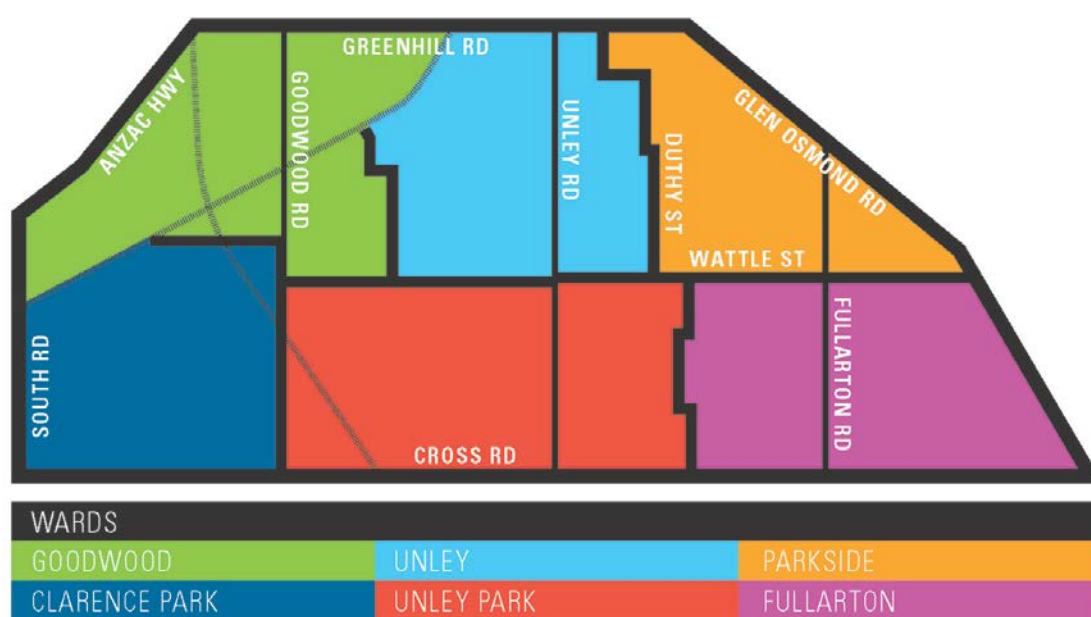 GREENHILL RD
ANZAC HWY
GOODWOOD RD
UNLEY RD
DUTHY ST
GLEN OSMOND RD
WATTLE ST
SOUTH RD
FULLARTON RD
CROSS RD
WARDS
GOODWOOD UNLEY PARKSIDE
CLARENCE PARK UNLEY PARK FULLARTON